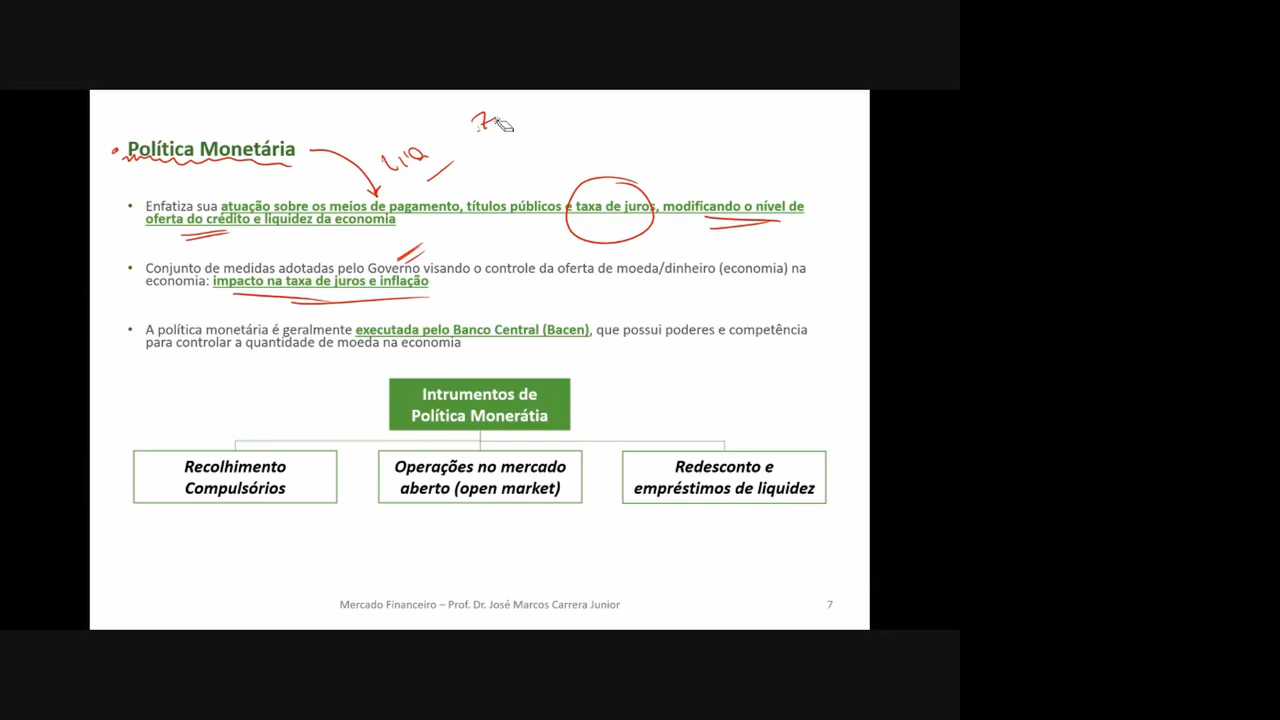 Política Monetária
• Enfatiza sua atuação sobre os meios de pagamento, títulos públicos e taxa de juros, modificando o nível de
oferta do crédito e liquidez da economia
• Conjunto de medidas adotadas pelo Governo visando o controle da oferta de moeda/dinheiro (economia) na
economia: impacto na taxa de juros e inflação
• A política monetária é geralmente executada pelo Banco Central (Bacen), que possui poderes e competência
para controlar a quantidade de moeda na economia
Intrumentos de
Política Monerátia
Recolhimento
Compulsórios
Operações no mercado
aberto (open market)
Redesconto e
empréstimos de liquidez
Mercado Financeiro – Prof. Dr. José Marcos Carrera Junior
7